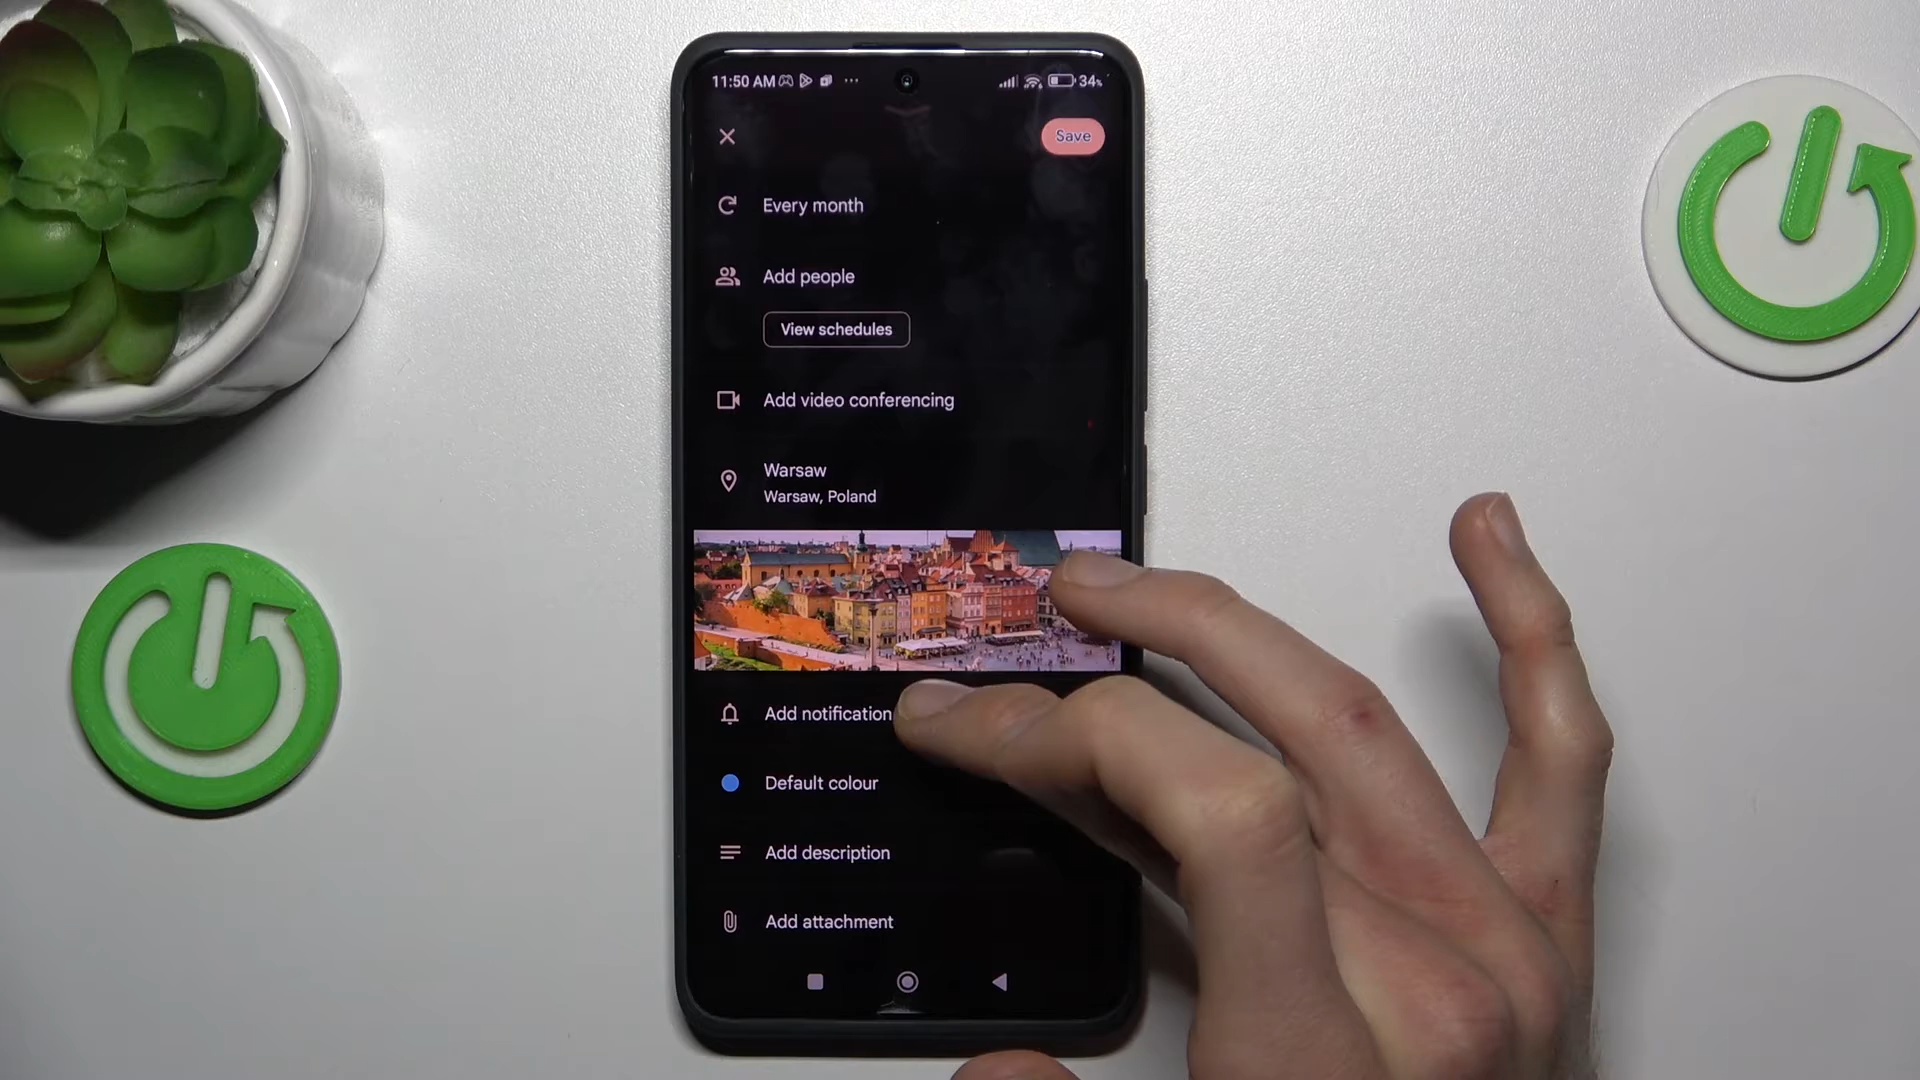 11:50 AM
34%
Save
Every month
Add people
View schedules
Add video conferencing
Warsaw
Warsaw, Poland
Add notification
Default colour
Add description
Add attachment